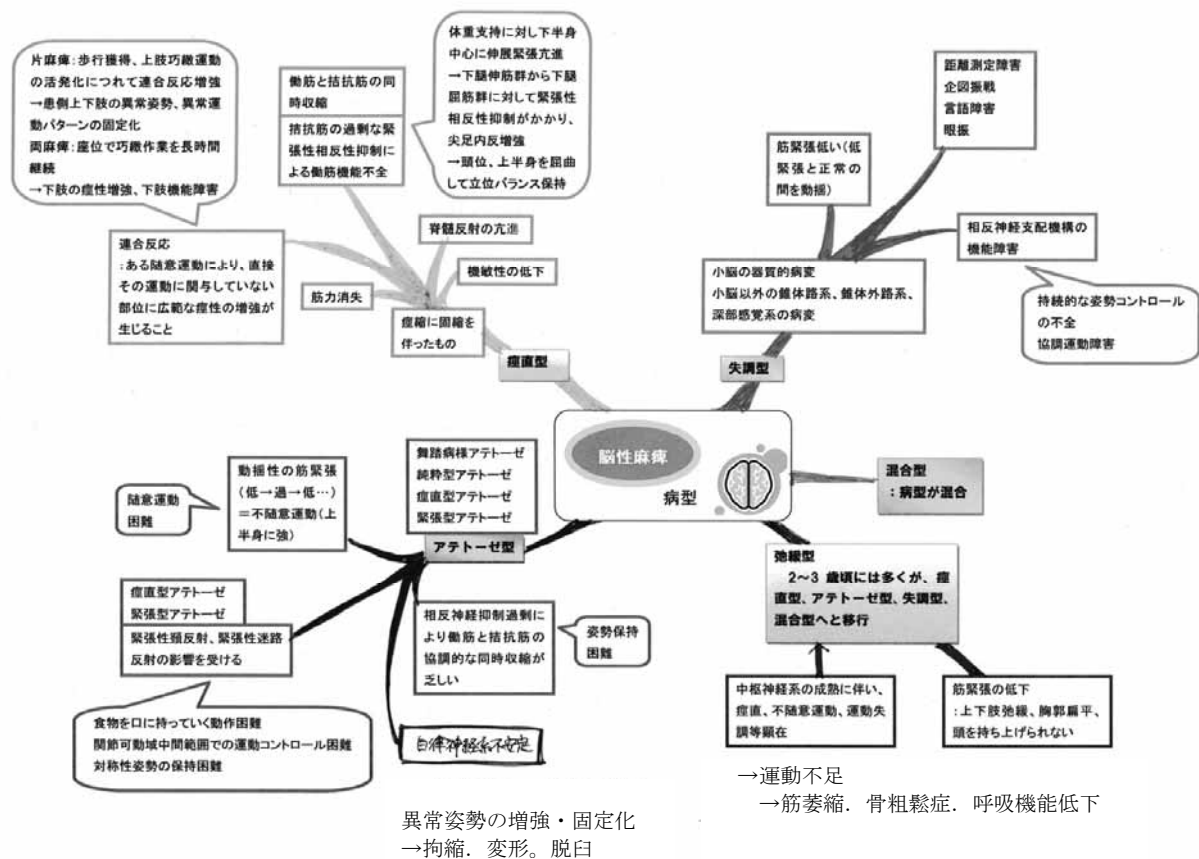 片麻痺:歩行獲得、上肢巧緻運動
の活発化につれて連合反応増強
→患側上下肢の異常姿勢、異常運
動パターンの固定化
両麻痺:座位で巧緻作業を長時間
継続
→下肢の痙性増強、下肢機能障害
連合反応
:ある随意運動により、直接
その運動に関与していない
部位に広範な痙性の増強が
生じること
働筋と拮抗筋の同
時収縮
拮抗筋の過剰な緊
張性相反性抑制に
よる働筋機能不全
体重支持に対し下半身
中心に伸展緊張亢進
→下腿伸筋群から下腿
屈筋群に対して緊張性
相反性抑制がかかり、
尖足内反増強
→頭位、上半身を屈曲
して立位バランス保持
脊髄反射の亢進
機敏性の低下
筋力消失
痙縮に固縮を
伴ったもの
痙直型
距離測定障害
企図振戦
言語障害
眼振
筋緊張低い(低
緊張と正常の
間を動揺)
相反神経支配機構の
機能障害
持続的な姿勢コントロール
の不全
協調運動障害
小脳の器質的病変
小脳以外の錐体路系、錐体外路系、
深部感覚系の病変
失調型
脳性麻痺
病型
混合型
:病型が混合
舞踏病様アテトーゼ
純粋型アテトーゼ
痙直型アテトーゼ
緊張型アテトーゼ
アテトーゼ型
動揺性の筋緊張
(低→過→低…)
=不随意運動(上
半身に強)
随意運動
困難
痙直型アテトーゼ
緊張型アテトーゼ
緊張性頸反射、緊張性迷路
反射の影響を受ける
食物を口に持っていく動作困難
関節可動域中間範囲での運動コントロール困難
対称性姿勢の保持困難
相反神経抑制過剰に
より働筋と拮抗筋の
協調的な同時収縮が
乏しい
姿勢保持
困難
自律神経系不安定
弛緩型
2~3 歳頃には多くが、痙
直型、アテトーゼ型、失調型、
混合型へと移行
中枢神経系の成熟に伴い、
痙直、不随意運動、運動失
調等顕在
筋緊張の低下
:上下肢弛緩、胸郭扁平、
頭を持ち上げられない
→運動不足
→筋萎縮.骨粗鬆症.呼吸機能低下
異常姿勢の増強・固定化
→拘縮.変形。脱臼